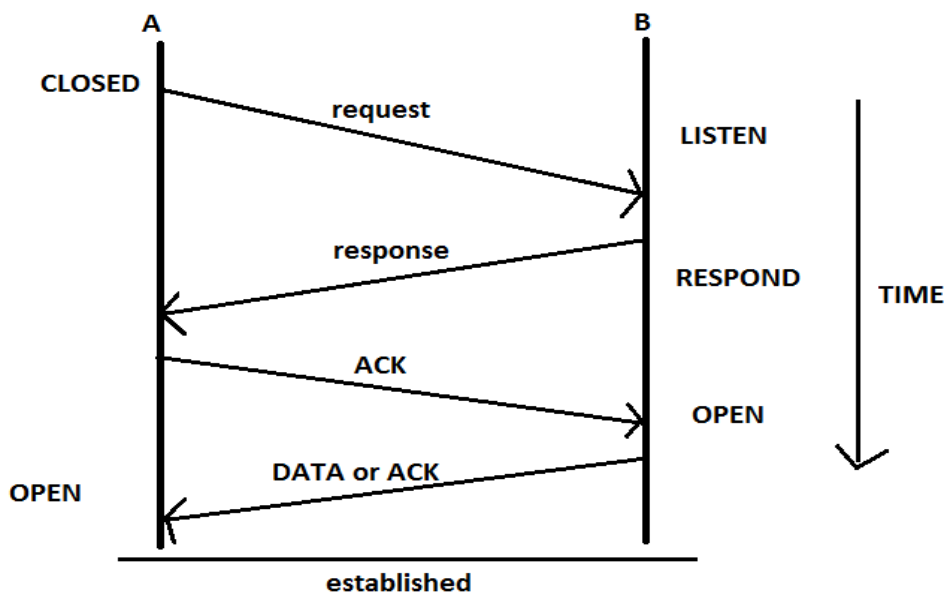 A
B
CLOSED
request
LISTEN
response
RESPOND
TIME
ACK
OPEN
DATA or ACK
OPEN
established